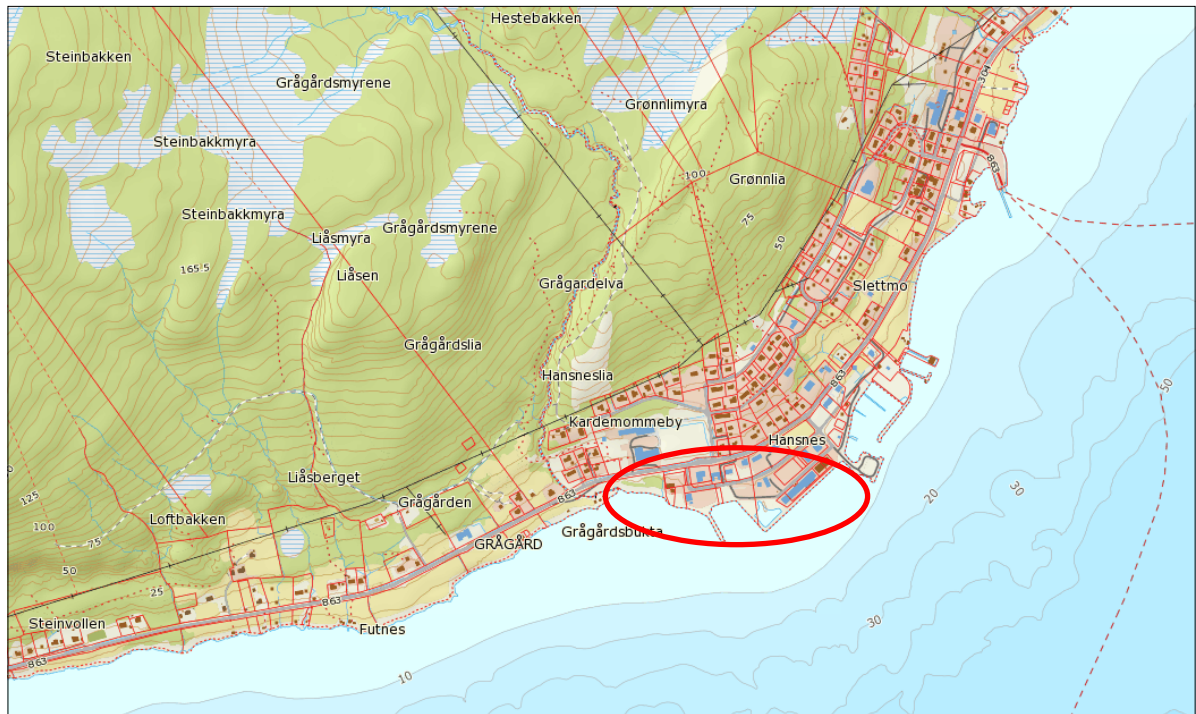 Hestebakken
Steinbakken
Grågårdsmyrene
304
Grønnlimyra
Steinbakkmyra
863
100
Grønnlia
Steinbakkmyra
75
Grågårdsmyrene
Liåsmyra
50
165.5
Liåsen
Grågardelva
Slettmo
Grågårdslia
Hansneslia
863
50
Kardemommeby
Hansnes
Liåsberget
125
Grågården
863
20
30
Loftbakken
100
Grågårdsbukta
75
GRÅGÅRD
50
25
863
Steinvollen
30
Futnes
863
10